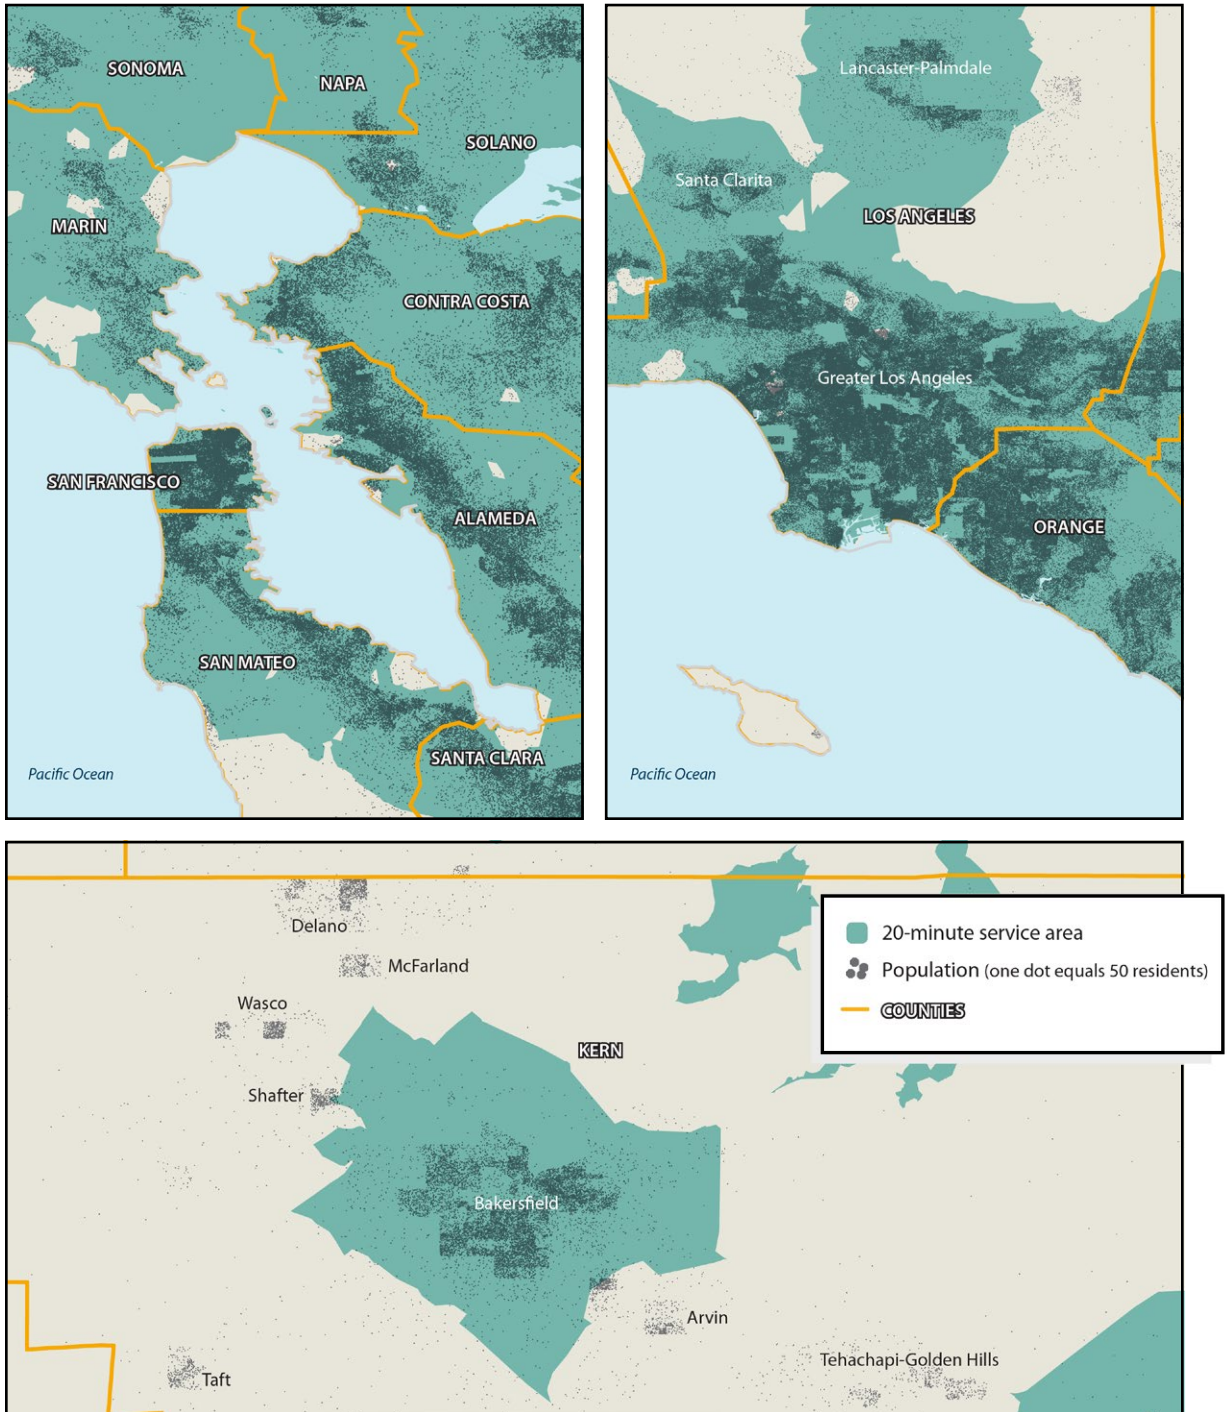 SONOMA
NAPA
SOLANO
MARIN
CONTRA COSTA
SAN FRANCISCO
ALAMEDA
SAN MATEO
SANTA CLARA
Pacific Ocean
Lancaster-Palmdale
Santa Clarita
LOS ANGELES
Greater Los Angeles
ORANGE
Pacific Ocean
Delano
McFarland
Wasco
KERN
Shafter
Bakersfield
Arvin
Tehachapi-Golden Hills
Taft
20-minute service area
Population (one dot equals 50 residents)
COUNTIES